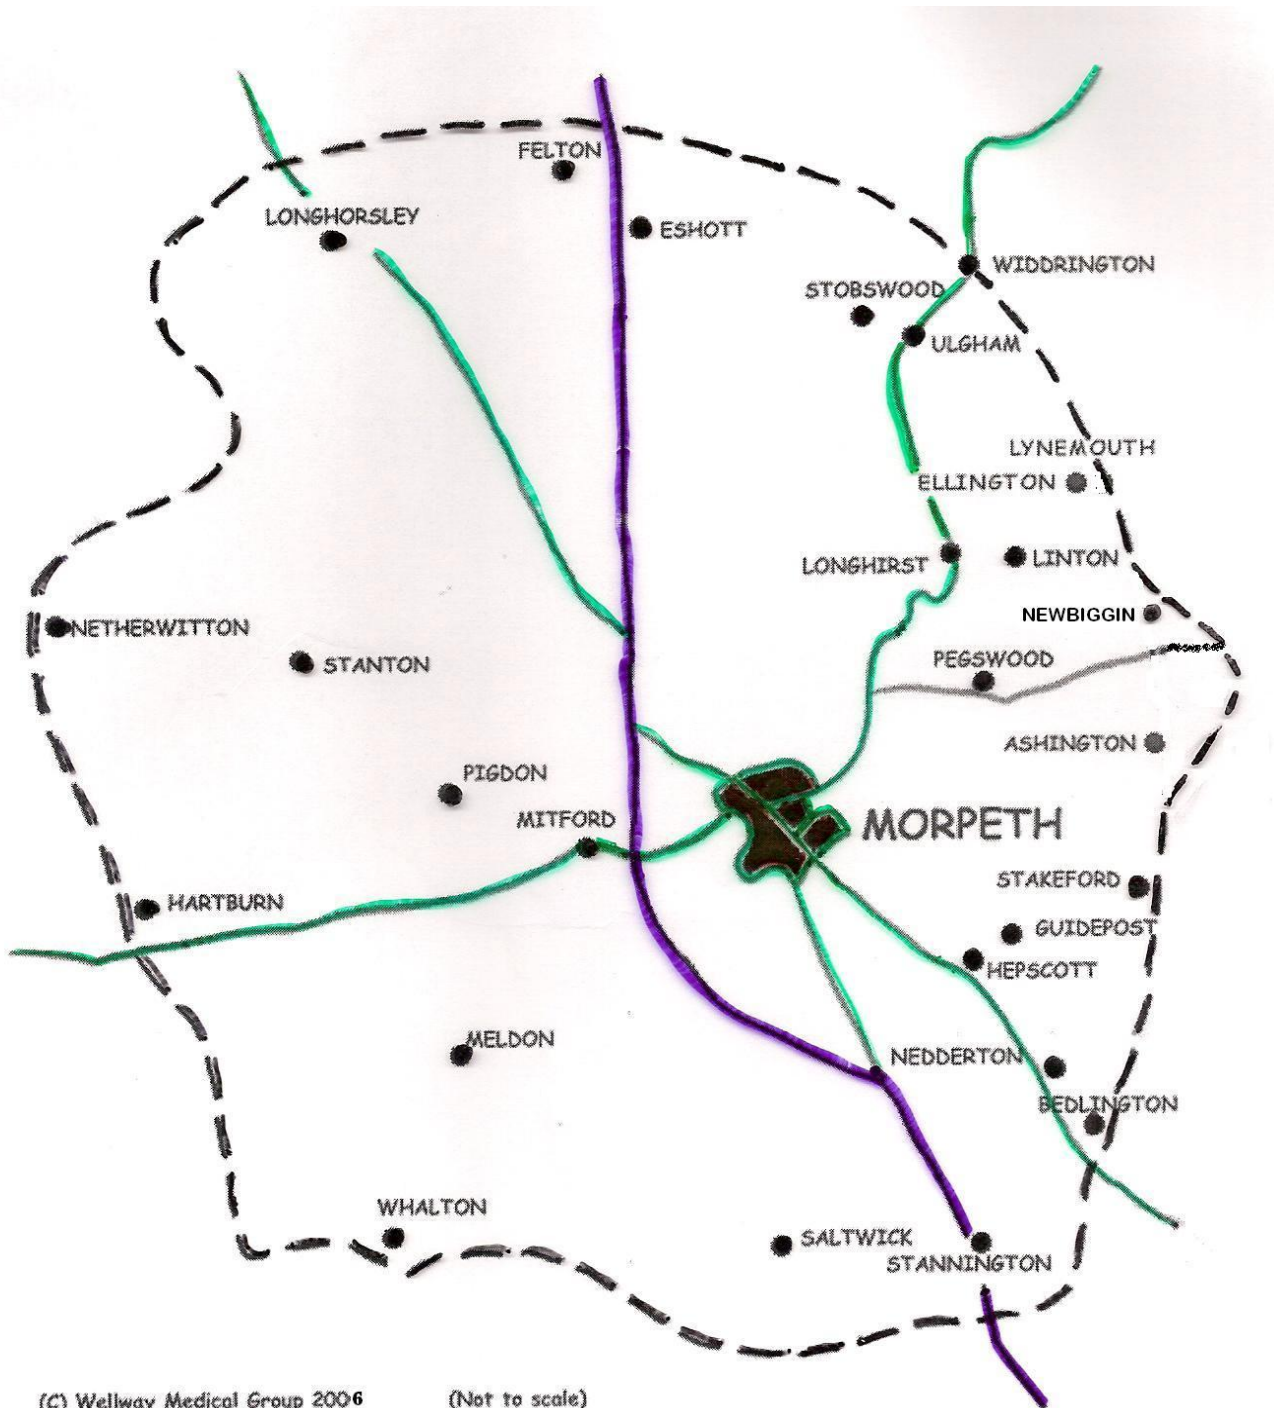 FELTON
LONGHORSLEY
ESHOTT
WIDDRINGTON
STOBSWOOD
ULGHAM
LYNEMOUTH
ELLINGTON
LONGHIRST
LINTON
NEWBIGGIN
NETHERWITTON
STANTON
PEGSWOOD
ASHINGTON
PIGDON
MITFORD
MORPETH
STAKEFORD
HARTBURN
GUIDEPOST
HEPSCOTT
MELDON
NEDDERTON
BEDLINGTON
WHALTON
SALTWICK
STANNINGTON
(C) Wellway Medical Group 2006 (Not to scale)